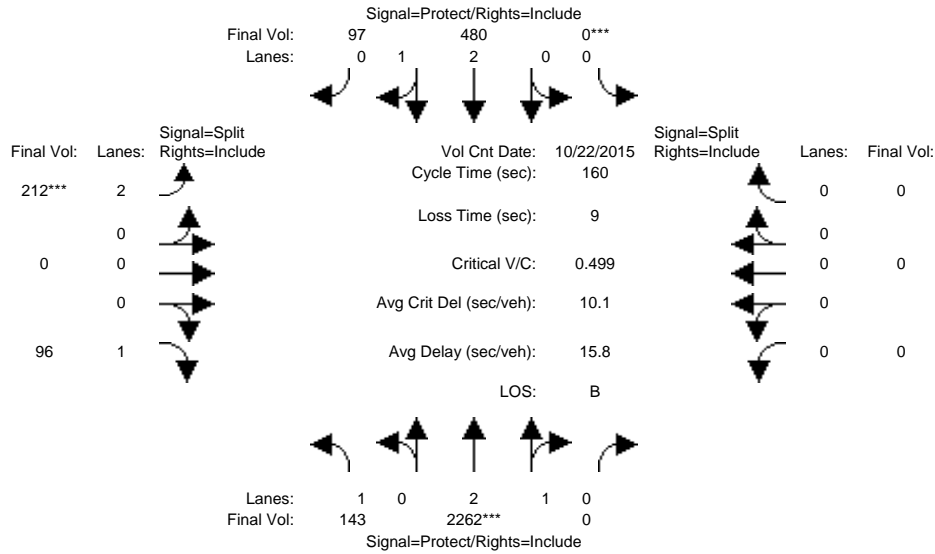 Signal=Protect/Rights=Include
Final Vol: 97 480 0***
Lanes: 0 1 2 0 0
Signal=Split Signal=Split
Final Vol: Lanes: Rights=Include Vol Cnt Date: 10/22/2015 Rights=Include Lanes: Final Vol:
Cycle Time (sec): 160
212*** 2 0 0
Loss Time (sec): 9
0 0
0 0 Critical V/C: 0.499 0 0
0 Avg Crit Del (sec/veh): 10.1 0
96 1 Avg Delay (sec/veh): 15.8 0 0
LOS: B
Lanes: 1 0 2 1 0
Final Vol: 143 2262*** 0
Signal=Protect/Rights=Include